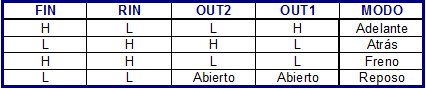 FIN RIN OUT2 OUT1 MODO
H L L H Adelante
L H H L Atrás
H H L L Freno
L L Abierto Abierto Reposo